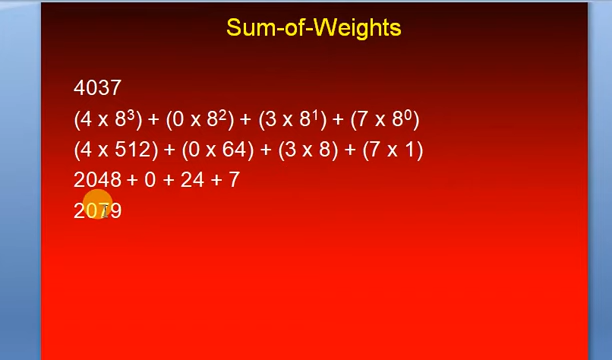 Sum-of-Weights
4037
(4 x 8³) + (0 x 8²) + (3 x 8¹) + (7 x 8⁰)
(4 x 512) + (0 x 64) + (3 x 8) + (7 x 1)
2048 + 0 + 24 + 7
2079